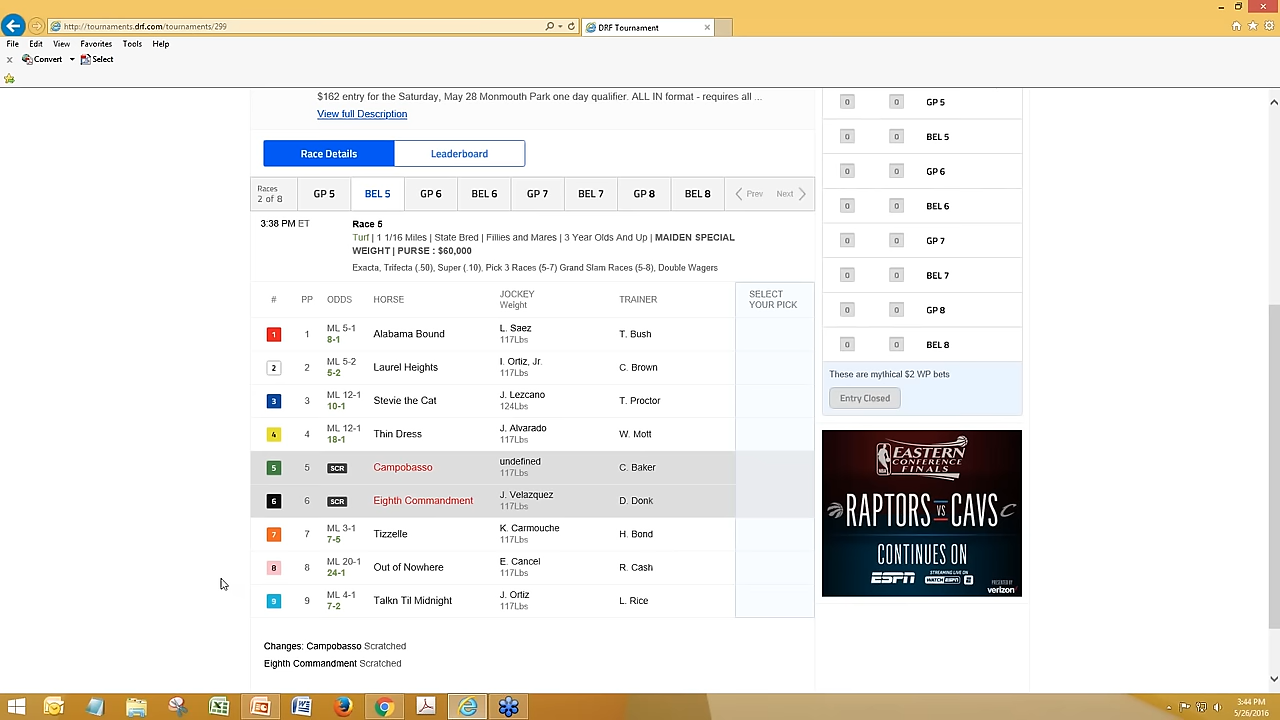 http://tournaments.drf.com/tournaments/299
DRF Tournament
File Edit View Favorites Tools Help
Convert Select
$162 entry for the Saturday, May 28 Monmouth Park one day qualifier. ALL IN format - requires all ...
View full Description
Race Details Leaderboard
Races
2 of 8
GP 5 BEL 5 GP 6 BEL 6 GP 7 BEL 7 GP 8 BEL 8 Prev Next
3:38 PM ET
Race 5
Turf | 1 1/16 Miles | State Bred | Fillies and Mares | 3 Year Olds And Up | MAIDEN SPECIAL
WEIGHT | PURSE : $60,000
Exacta, Trifecta (.50), Super (.10), Pick 3 Races (5-7) Grand Slam Races (5-8), Double Wagers
# PP ODDS HORSE JOCKEY Weight TRAINER SELECT YOUR PICK
1 1 ML 5-1 8-1 Alabama Bound L. Saez 117Lbs T. Bush
2 2 ML 5-2 5-2 Laurel Heights I. Ortiz, Jr. 117Lbs C. Brown
3 3 ML 12-1 10-1 Stevie the Cat J. Lezcano 124Lbs T. Proctor
4 4 ML 12-1 18-1 Thin Dress J. Alvarado 117Lbs W. Mott
5 5 SCR Campobasso undefined 117Lbs C. Baker
6 6 SCR Eighth Commandment J. Velazquez 117Lbs D. Donk
7 7 ML 3-1 7-5 Tizzelle K. Carmouche 117Lbs H. Bond
8 8 ML 20-1 24-1 Out of Nowhere E. Cancel 117Lbs R. Cash
9 9 ML 4-1 7-2 Talkn Til Midnight J. Ortiz 117Lbs L. Rice
Changes: Campobasso Scratched
Eighth Commandment Scratched
0 0 GP 5
0 0 BEL 5
0 0 GP 6
0 0 BEL 6
0 0 GP 7
0 0 BEL 7
0 0 GP 8
0 0 BEL 8
These are mythical $2 WP bets
Entry Closed
EASTERN
CONFERENCE
FINALS
RAPTORS VS CAVS
CONTINUES ON
ESPN STREAMING LIVE ON WATCH ESPN
PRESENTED BY
verizon
3:44 PM
5/26/2016